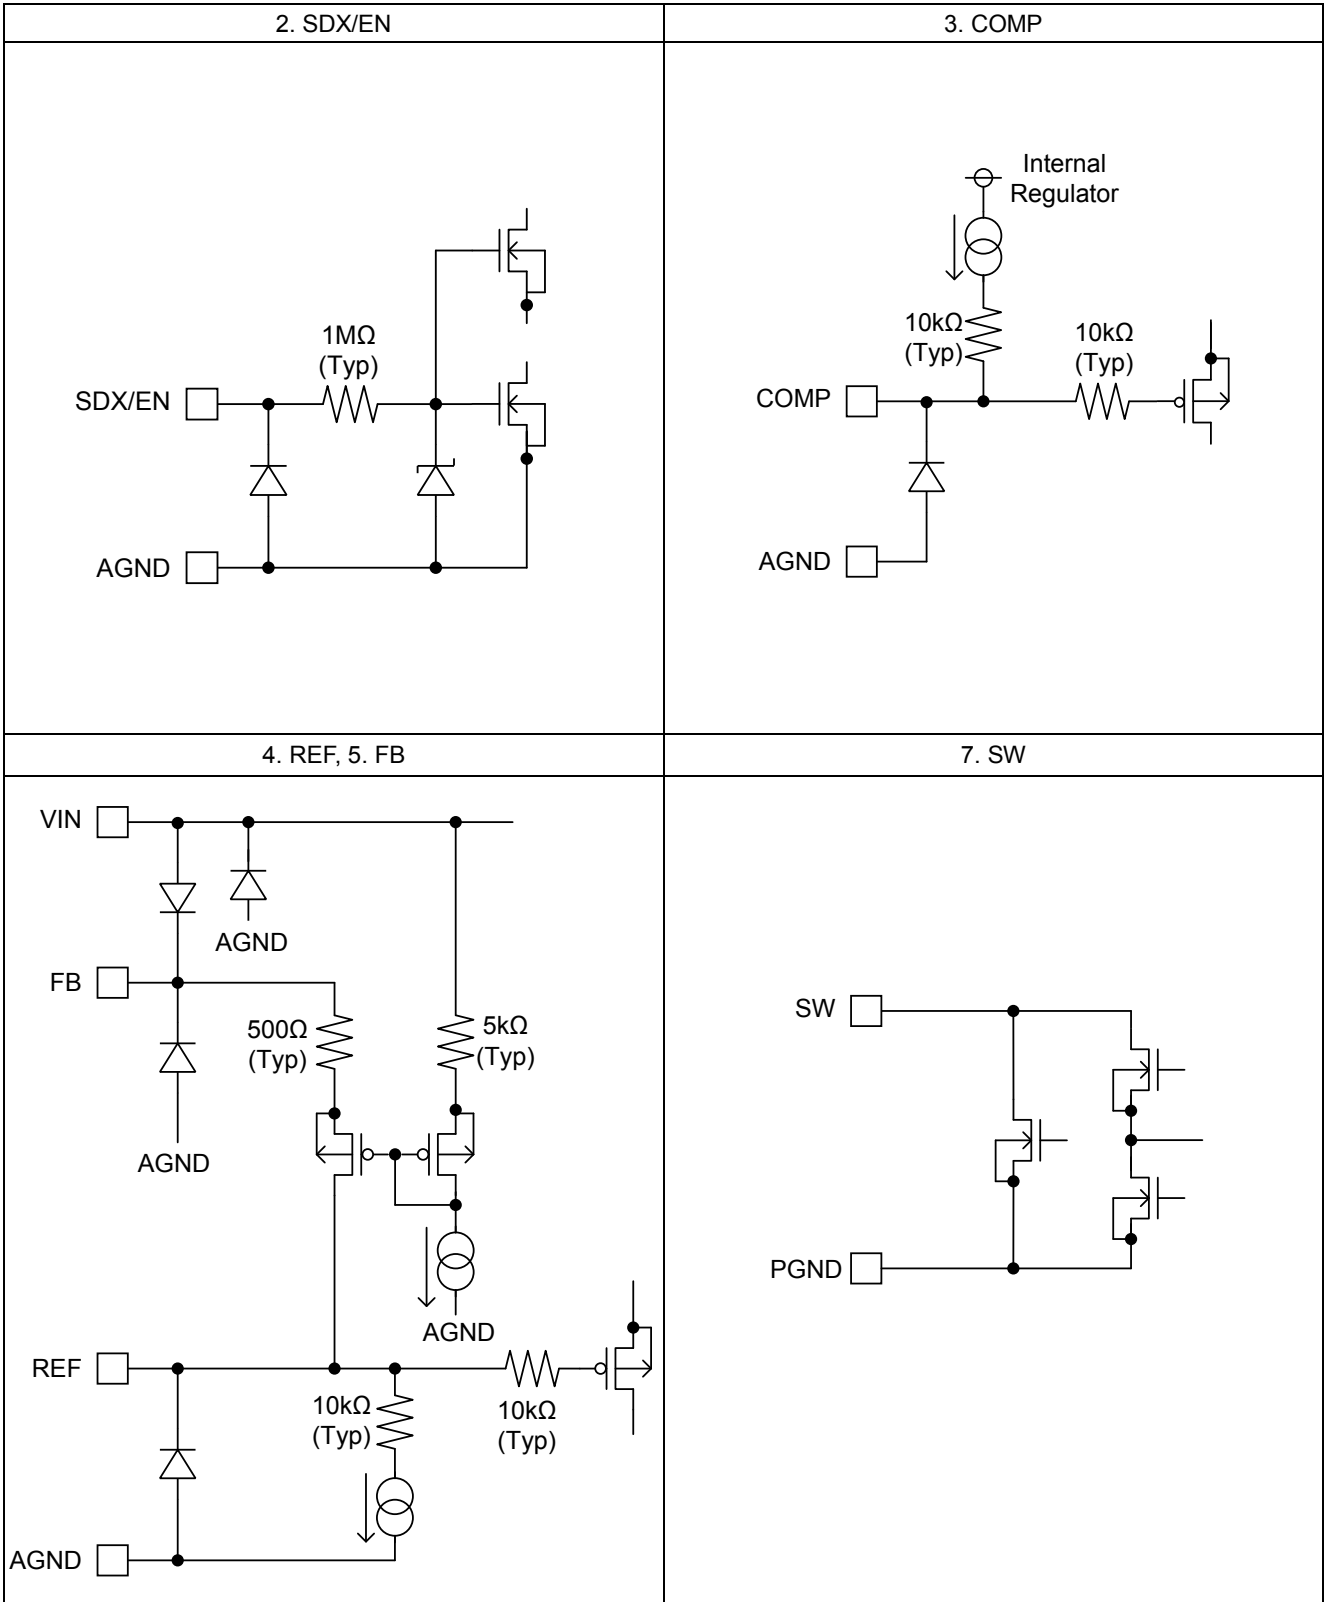 2. SDX/EN
3. COMP
1MΩ
(Typ)
SDX/EN
AGND
Internal
Regulator
10kΩ
(Typ)
10kΩ
(Typ)
COMP
AGND
4. REF, 5. FB
7. SW
VIN
AGND
FB
500Ω
(Typ)
5kΩ
(Typ)
AGND
AGND
REF
10kΩ
(Typ)
10kΩ
(Typ)
AGND
SW
PGND